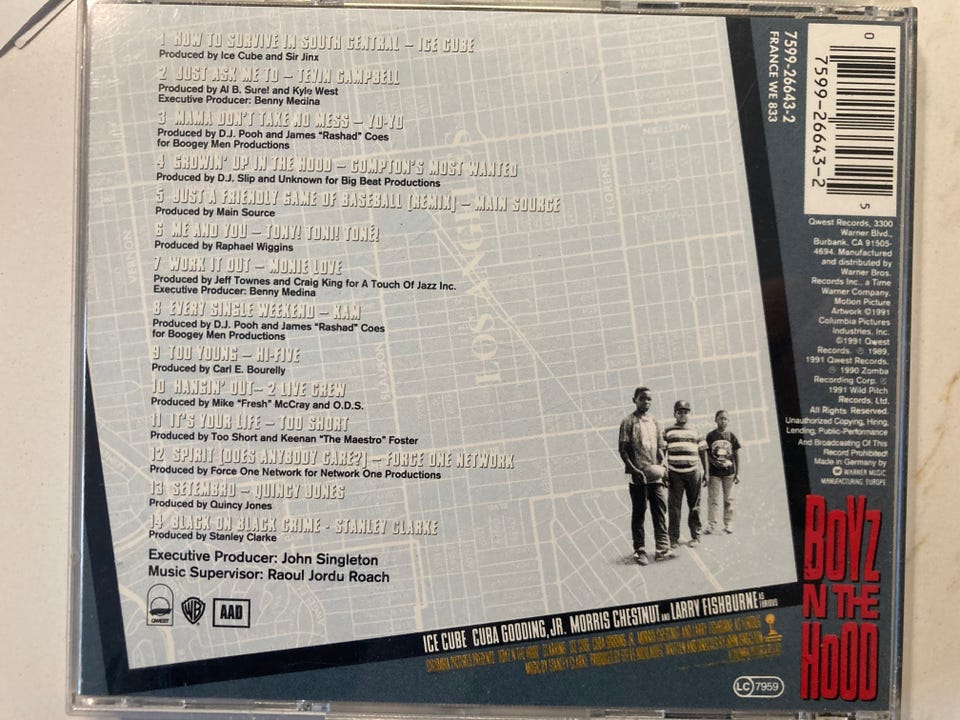 1 HOW TO SURVIVE IN SOUTH CENTRAL – ICE CUBE
Produced by Ice Cube and Sir Jinx
2 JUST ASK ME TO – TEVIN CAMPBELL
Produced by Al B. Sure! and Kyle West
Executive Producer: Benny Medina
3 MAMA DON'T TAKE NO MESS – YO-YO
Produced by D.J. Pooh and James "Rashad" Coes
for Boogey Men Productions
4 GROWIN' UP IN THE HOOD – COMPTON'S MOST WANTED
Produced by D.J. Slip and Unknown for Big Beat Productions
5 JUST A FRIENDLY GAME OF BASEBALL (REMIX) – MAIN SOURCE
Produced by Main Source
6 ME AND YOU – TONY! TONI! TONÉ!
Produced by Raphael Wiggins
7 WORK IT OUT – MONIE LOVE
Produced by Jeff Townes and Craig King for A Touch Of Jazz Inc.
Executive Producer: Benny Medina
8 EVERY SINGLE WEEKEND – KAM
Produced by D.J. Pooh and James "Rashad" Coes
for Boogey Men Productions
9 TOO YOUNG – HI-FIVE
Produced by Carl E. Bourelly
10 HANGIN' OUT – 2 LIVE CREW
Produced by Mike "Fresh" McCray and O.D.S.
11 IT'S YOUR LIFE – TOO SHORT
Produced by Too Short and Keenan "The Maestro" Foster
12 SPIRIT (DOES ANYBODY CARE?) – FORCE ONE NETWORK
Produced by Force One Network for Network One Productions
13 SETEMBRO – QUINCY JONES
Produced by Quincy Jones
14 BLACK ON BLACK CRIME - STANLEY CLARKE
Produced by Stanley Clarke
Executive Producer: John Singleton
Music Supervisor: Raoul Jordu Roach
QWEST
WB
AAD
LOS ANGELES
SLAUSON
FLORENCE
WESTERN
VERNON
ICE CUBE CUBA GOODING, JR. MORRIS CHESTNUT AND LARRY FISHBURNE AS FURIOUS
7599-26643-2
FRANCE WE 833
0 7599-26643-2 5
Qwest Records, 3300
Warner Blvd.,
Burbank, CA 91505-
4694. Manufactured
and distributed by
Warner Bros.
Records Inc., a Time
Warner Company.
Motion Picture
Artwork ©1991
Columbia Pictures
Industries, Inc.
©1991 Qwest
Records. ℗ 1989,
1991 Qwest Records.
℗ 1990 Zomba
Recording Corp. ℗
1991 Wild Pitch
Records, Ltd.
All Rights Reserved.
Unauthorized Copying, Hiring,
Lending, Public-Performance
And Broadcasting Of This
Record Prohibited!
Made in Germany by
WARNER MUSIC
MANUFACTURING EUROPE
BOYZ
N THE
HOOD
LC 7959